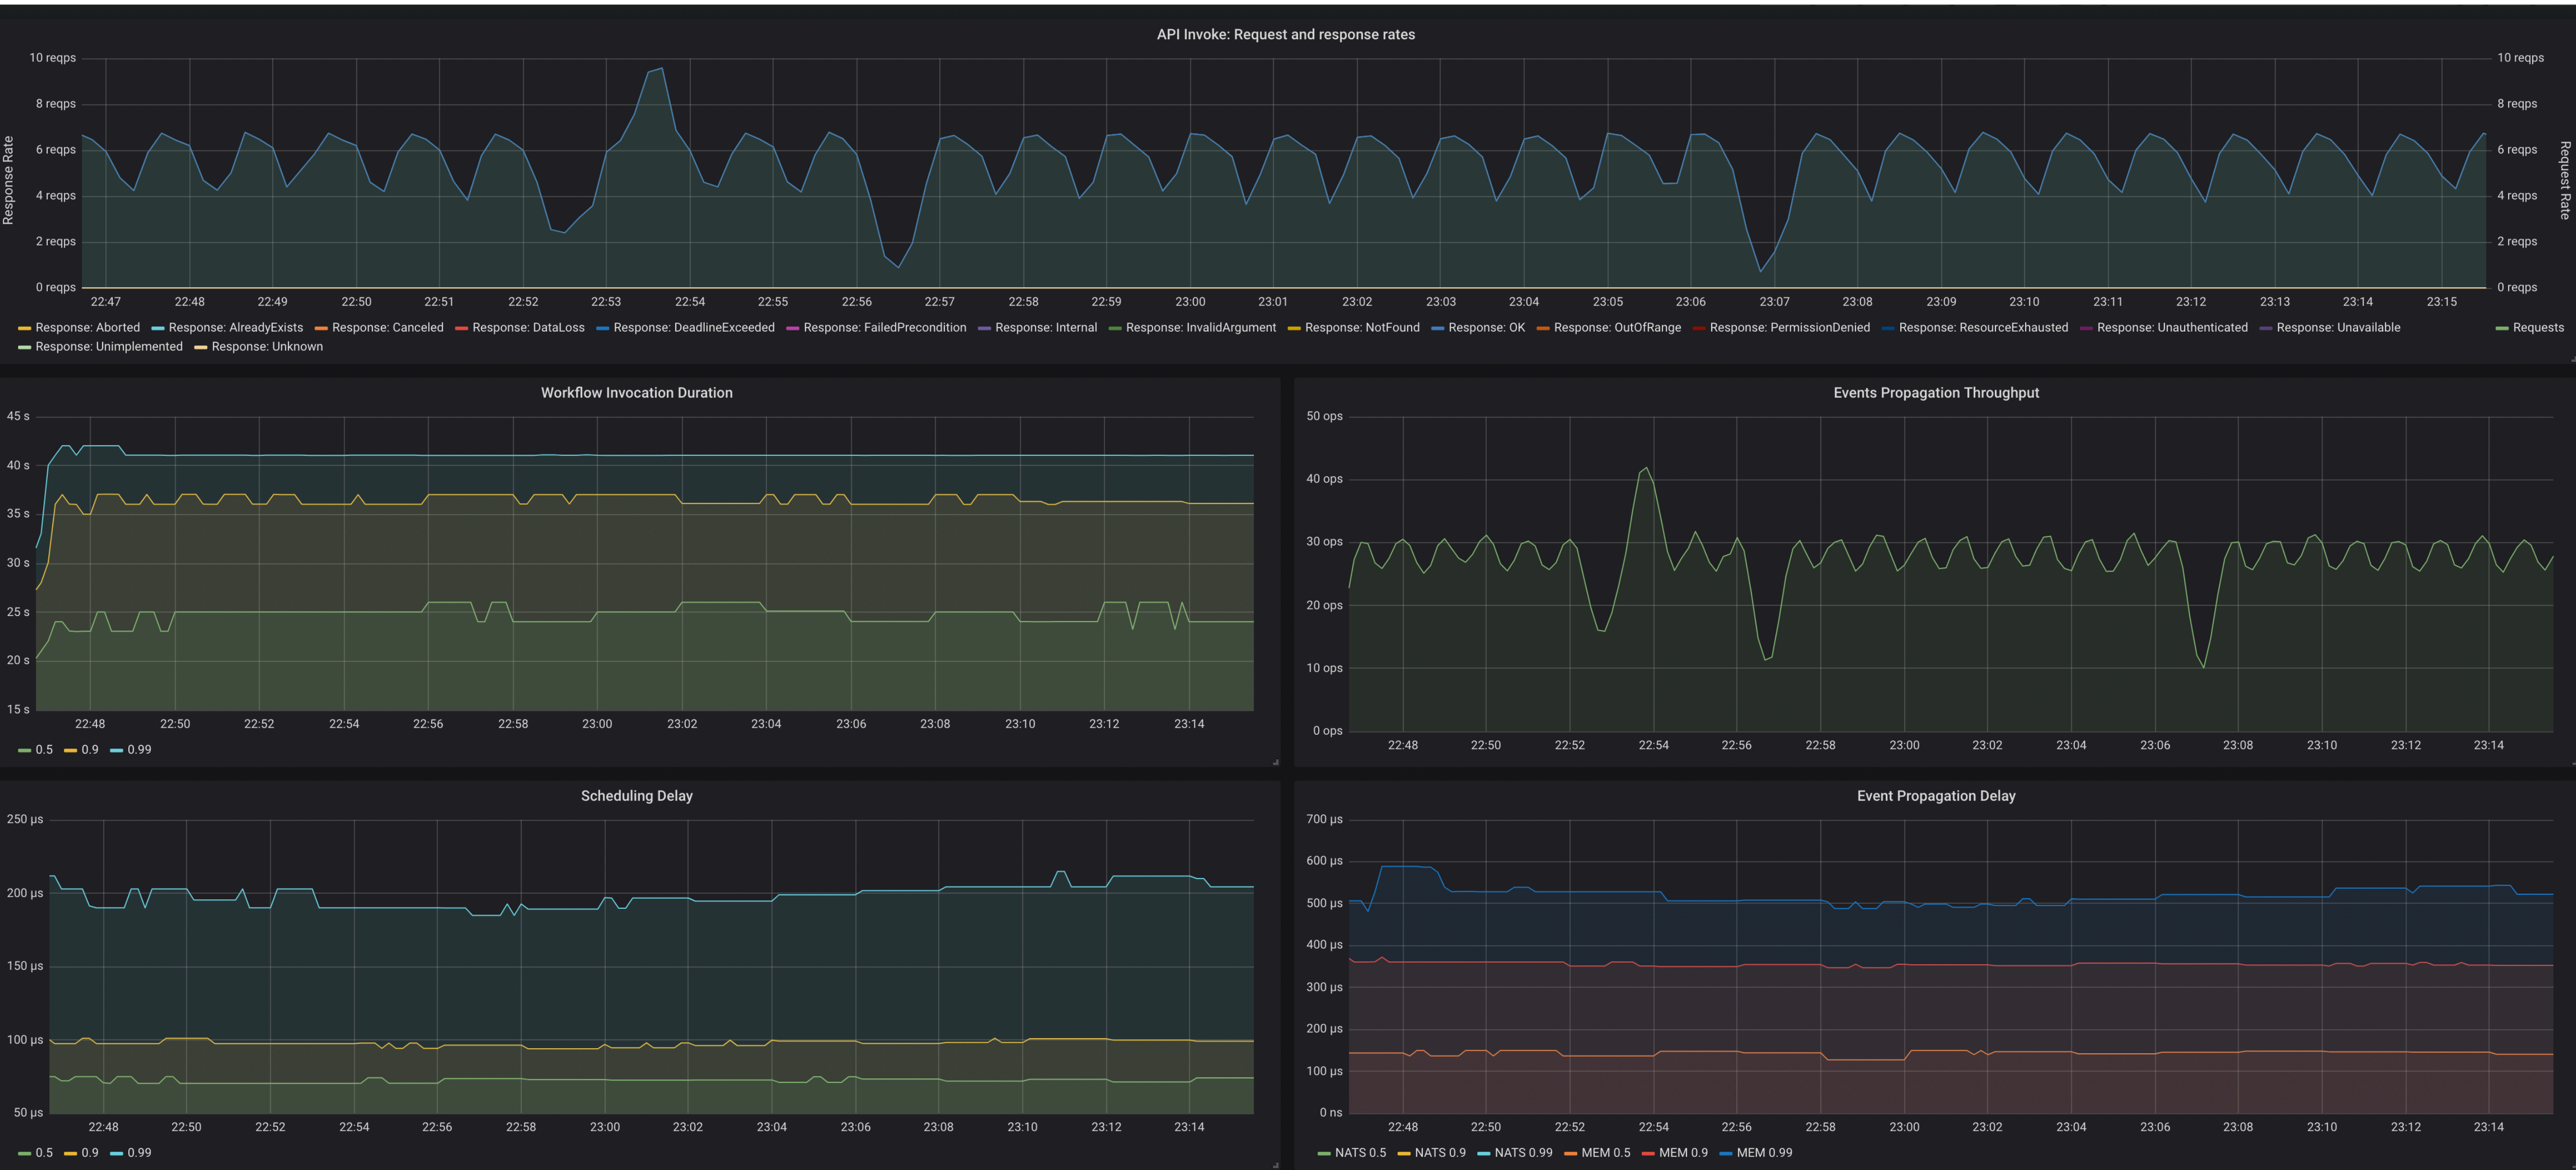 API Invoke: Request and response rates
10 reqps
8 reqps
6 reqps
4 reqps
2 reqps
0 reqps
Response Rate
10 reqps
8 reqps
6 reqps
4 reqps
2 reqps
0 reqps
Request Rate
22:47 22:48 22:49 22:50 22:51 22:52 22:53 22:54 22:55 22:56 22:57 22:58 22:59 23:00 23:01 23:02 23:03 23:04 23:05 23:06 23:07 23:08 23:09 23:10 23:11 23:12 23:13 23:14 23:15
Response: Aborted Response: AlreadyExists Response: Canceled Response: DataLoss Response: DeadlineExceeded Response: FailedPrecondition Response: Internal Response: InvalidArgument Response: NotFound Response: OK Response: OutOfRange Response: PermissionDenied Response: ResourceExhausted Response: Unauthenticated Response: Unavailable Requests
Response: Unimplemented Response: Unknown
Workflow Invocation Duration
45 s
40 s
35 s
30 s
25 s
20 s
15 s
22:48 22:50 22:52 22:54 22:56 22:58 23:00 23:02 23:04 23:06 23:08 23:10 23:12 23:14
0.5 0.9 0.99
Events Propagation Throughput
50 ops
40 ops
30 ops
20 ops
10 ops
0 ops
22:48 22:50 22:52 22:54 22:56 22:58 23:00 23:02 23:04 23:06 23:08 23:10 23:12 23:14
Scheduling Delay
250 µs
200 µs
150 µs
100 µs
50 µs
22:48 22:50 22:52 22:54 22:56 22:58 23:00 23:02 23:04 23:06 23:08 23:10 23:12 23:14
0.5 0.9 0.99
Event Propagation Delay
700 µs
600 µs
500 µs
400 µs
300 µs
200 µs
100 µs
0 ns
22:48 22:50 22:52 22:54 22:56 22:58 23:00 23:02 23:04 23:06 23:08 23:10 23:12 23:14
NATS 0.5 NATS 0.9 NATS 0.99 MEM 0.5 MEM 0.9 MEM 0.99